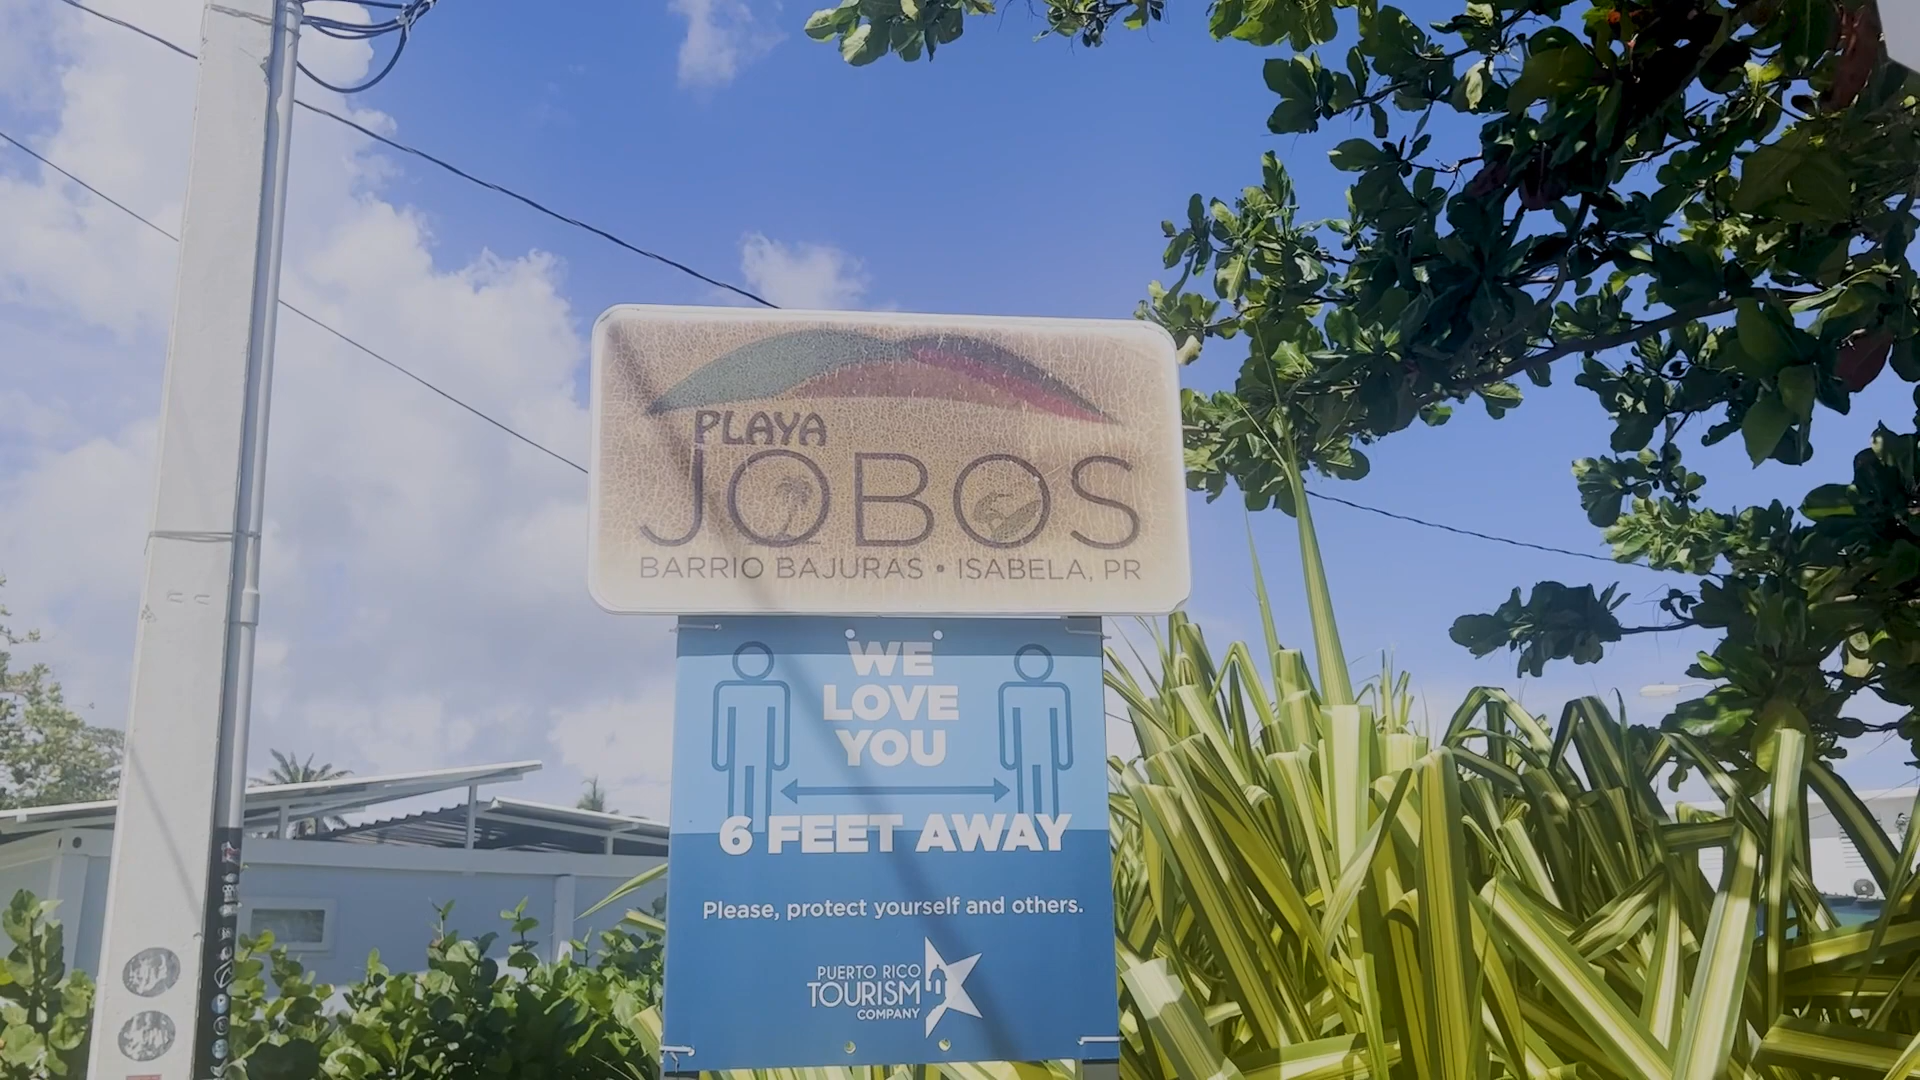 PLAYA
JOBOS
BARRIO BAJURAS • ISABELA, PR
WE
LOVE
YOU
6 FEET AWAY
Please, protect yourself and others.
PUERTO RICO
TOURISM
COMPANY